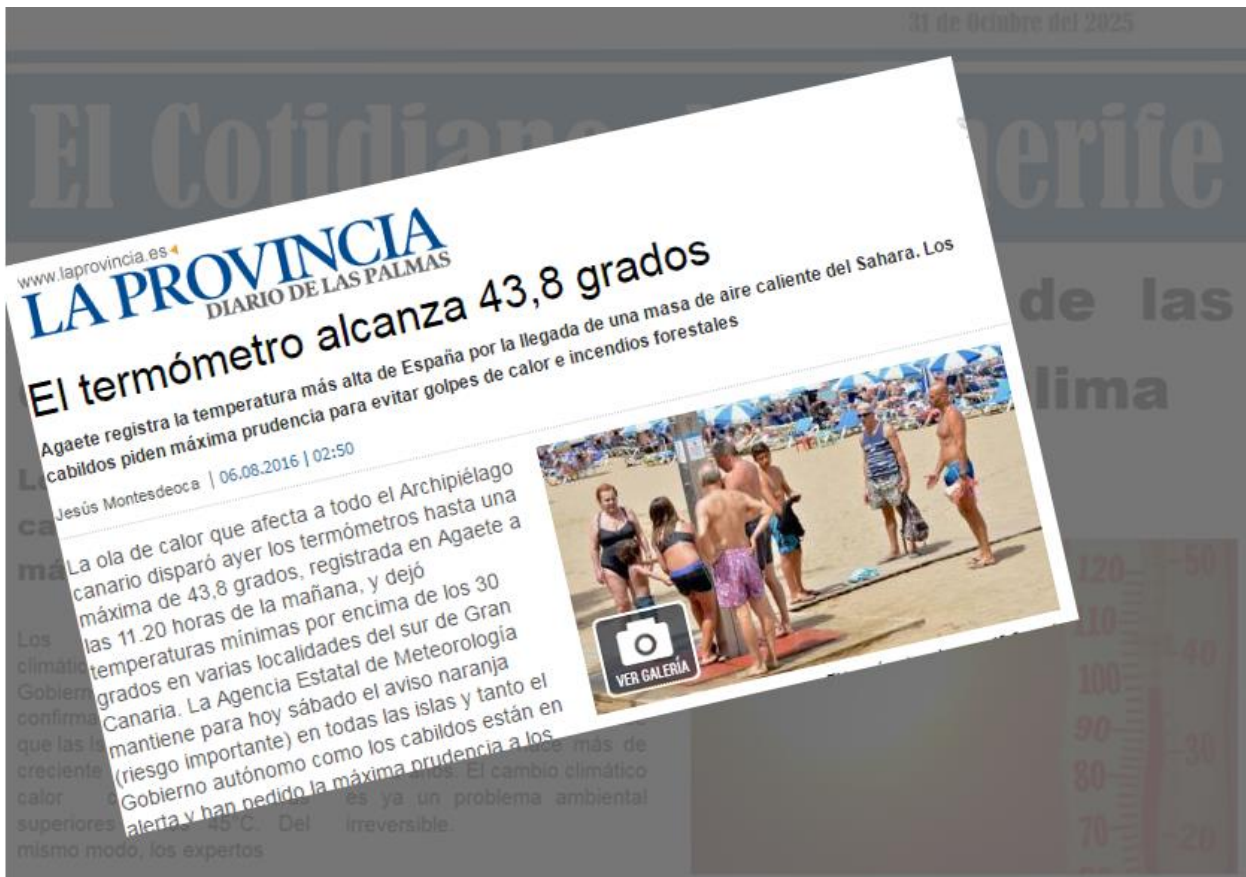 31 de Octubre del 2025
El Cotidiano
www.laprovincia.es
LA PROVINCIA
DIARIO DE LAS PALMAS
El termómetro alcanza 43,8 grados
Agaete registra la temperatura más alta de España por la llegada de una masa de aire caliente del Sahara. Los
cabildos piden máxima prudencia para evitar golpes de calor e incendios forestales
Jesús Montesdeoca | 06.08.2016 | 02:50
La ola de calor que afecta a todo el Archipiélago
canario disparó ayer los termómetros hasta una
máxima de 43,8 grados, registrada en Agaete a
las 11.20 horas de la mañana, y dejó
temperaturas mínimas por encima de los 30
grados en varias localidades del sur de Gran
Canaria. La Agencia Estatal de Meteorología
mantiene para hoy sábado el aviso naranja
(riesgo importante) en todas las islas y tanto el
Gobierno autónomo como los cabildos están en
alerta y han pedido la máxima prudencia a los
VER GALERÍA
de las
Los
que las
creciente
calor
superiores
45°C. Del
mismo modo, los expertos
más de
El cambio climático
es ya un problema ambiental
irreversible.
120
110
100
90
80
70
50
40
30
20